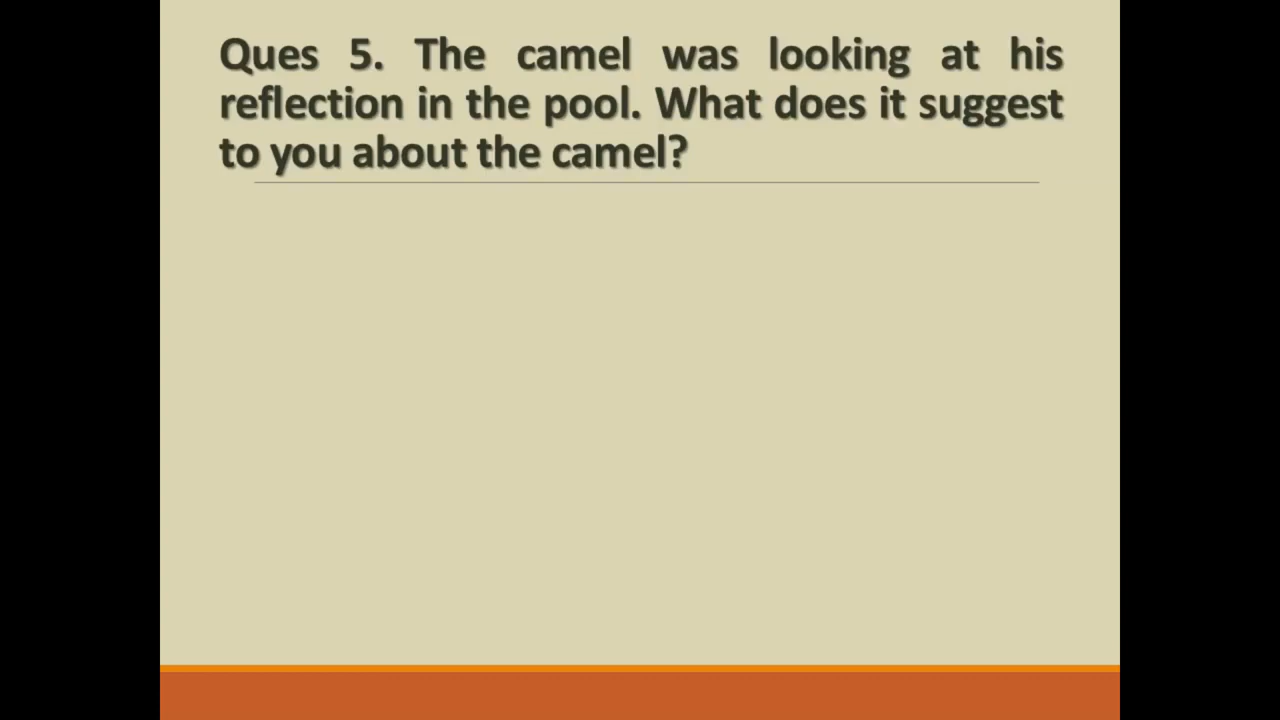 Ques 5. The camel was looking at his
reflection in the pool. What does it suggest
to you about the camel?